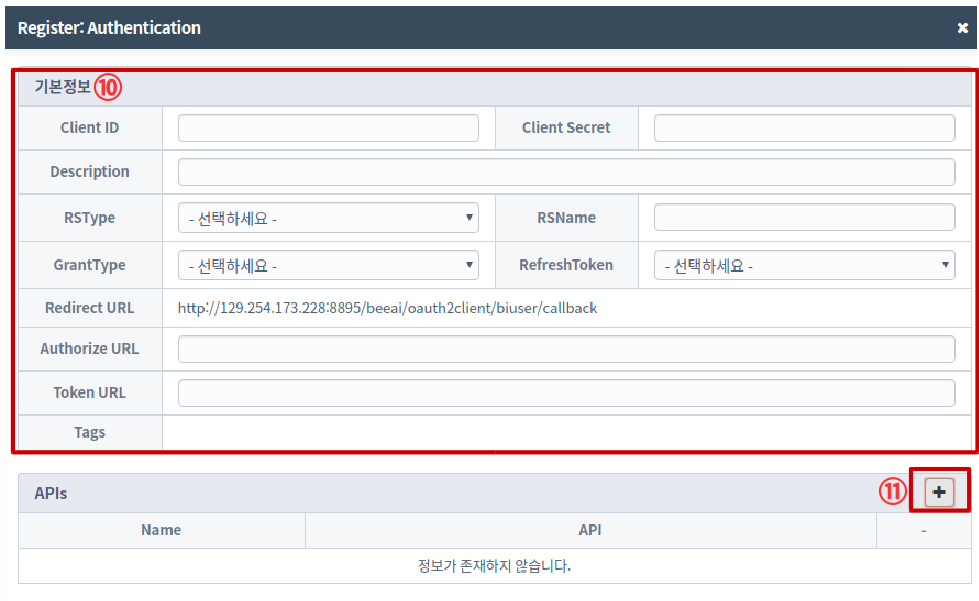 Register: Authentication ×
기본정보 ⑩
Client ID Client Secret
Description
RSType - 선택하세요 - RSName
GrantType - 선택하세요 - RefreshToken - 선택하세요 -
Redirect URL http://129.254.173.228:8895/beeai/oauth2client/biuser/callback
Authorize URL
Token URL
Tags
APIs ⑪ +
Name API -
정보가 존재하지 않습니다.